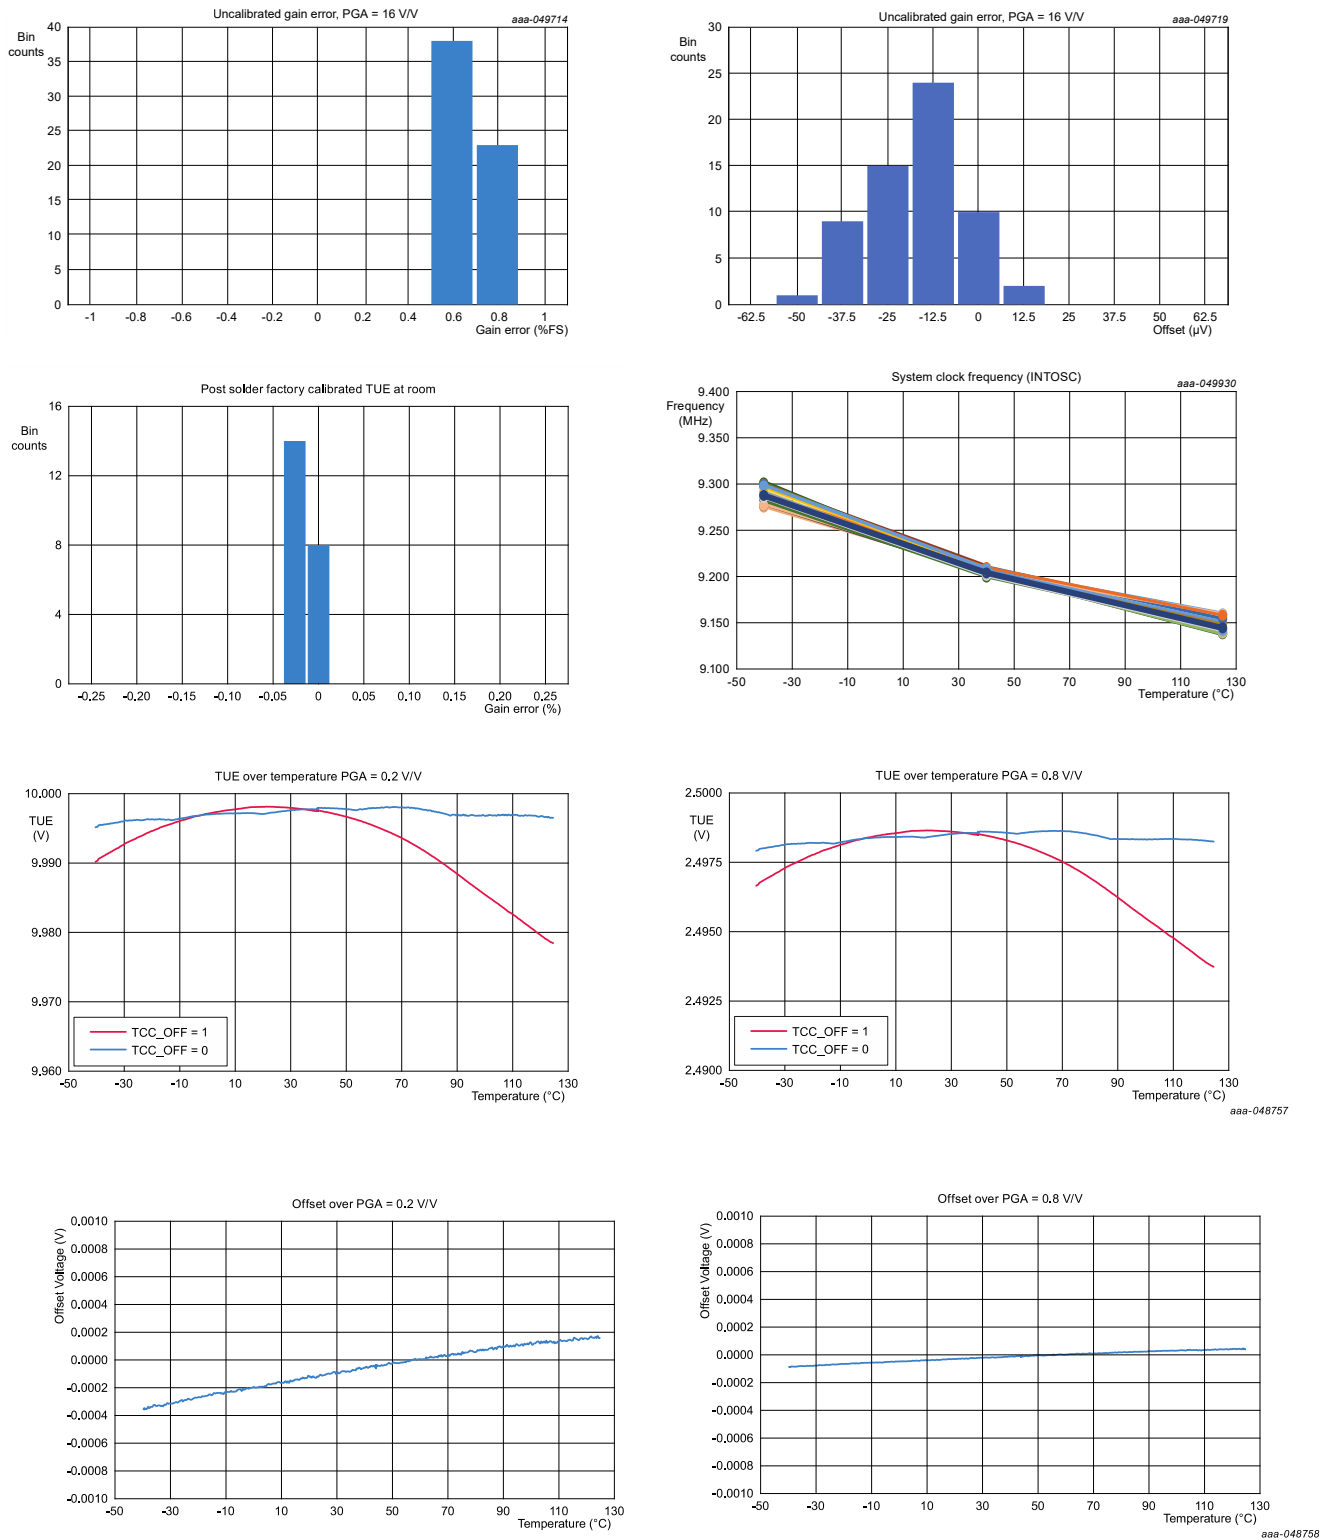 Uncalibrated gain error, PGA = 16 V/V
aaa-049714
Bin
counts
40
35
30
25
20
15
10
5
0
-1 -0.8 -0.6 -0.4 -0.2 0 0.2 0.4 0.6 0.8 1
Gain error (%FS)
Uncalibrated gain error, PGA = 16 V/V
aaa-049719
Bin
counts
30
25
20
15
10
5
0
-62.5 -50 -37.5 -25 -12.5 0 12.5 25 37.5 50 62.5
Offset (µV)
Post solder factory calibrated TUE at room
Bin
counts
16
12
8
4
0
-0.25 -0.20 -0.15 -0.10 -0.05 0 0.05 0.10 0.15 0.20 0.25
Gain error (%)
System clock frequency (INTOSC)
aaa-049930
Frequency
(MHz)
9.400
9.350
9.300
9.250
9.200
9.150
9.100
-50 -30 -10 10 30 50 70 90 110 130
Temperature (°C)
TUE over temperature PGA = 0.2 V/V
TUE
(V)
10.000
9.990
9.980
9.970
9.960
TCC_OFF = 1
TCC_OFF = 0
-50 -30 -10 10 30 50 70 90 110 130
Temperature (°C)
TUE over temperature PGA = 0.8 V/V
TUE
(V)
2.5000
2.4975
2.4950
2.4925
2.4900
TCC_OFF = 1
TCC_OFF = 0
-50 -30 -10 10 30 50 70 90 110 130
Temperature (°C)
aaa-048757
Offset over PGA = 0.2 V/V
Offset Voltage (V)
0.0010
0.0008
0.0006
0.0004
0.0002
0.0000
-0.0002
-0.0004
-0.0006
-0.0008
-0.0010
-50 -30 -10 10 30 50 70 90 110 130
Temperature (°C)
Offset over PGA = 0.8 V/V
Offset Voltage (V)
0.0010
0.0008
0.0006
0.0004
0.0002
0.0000
-0.0002
-0.0004
-0.0006
-0.0008
-0.0010
-50 -30 -10 10 30 50 70 90 110 130
Temperature (°C)
aaa-048758